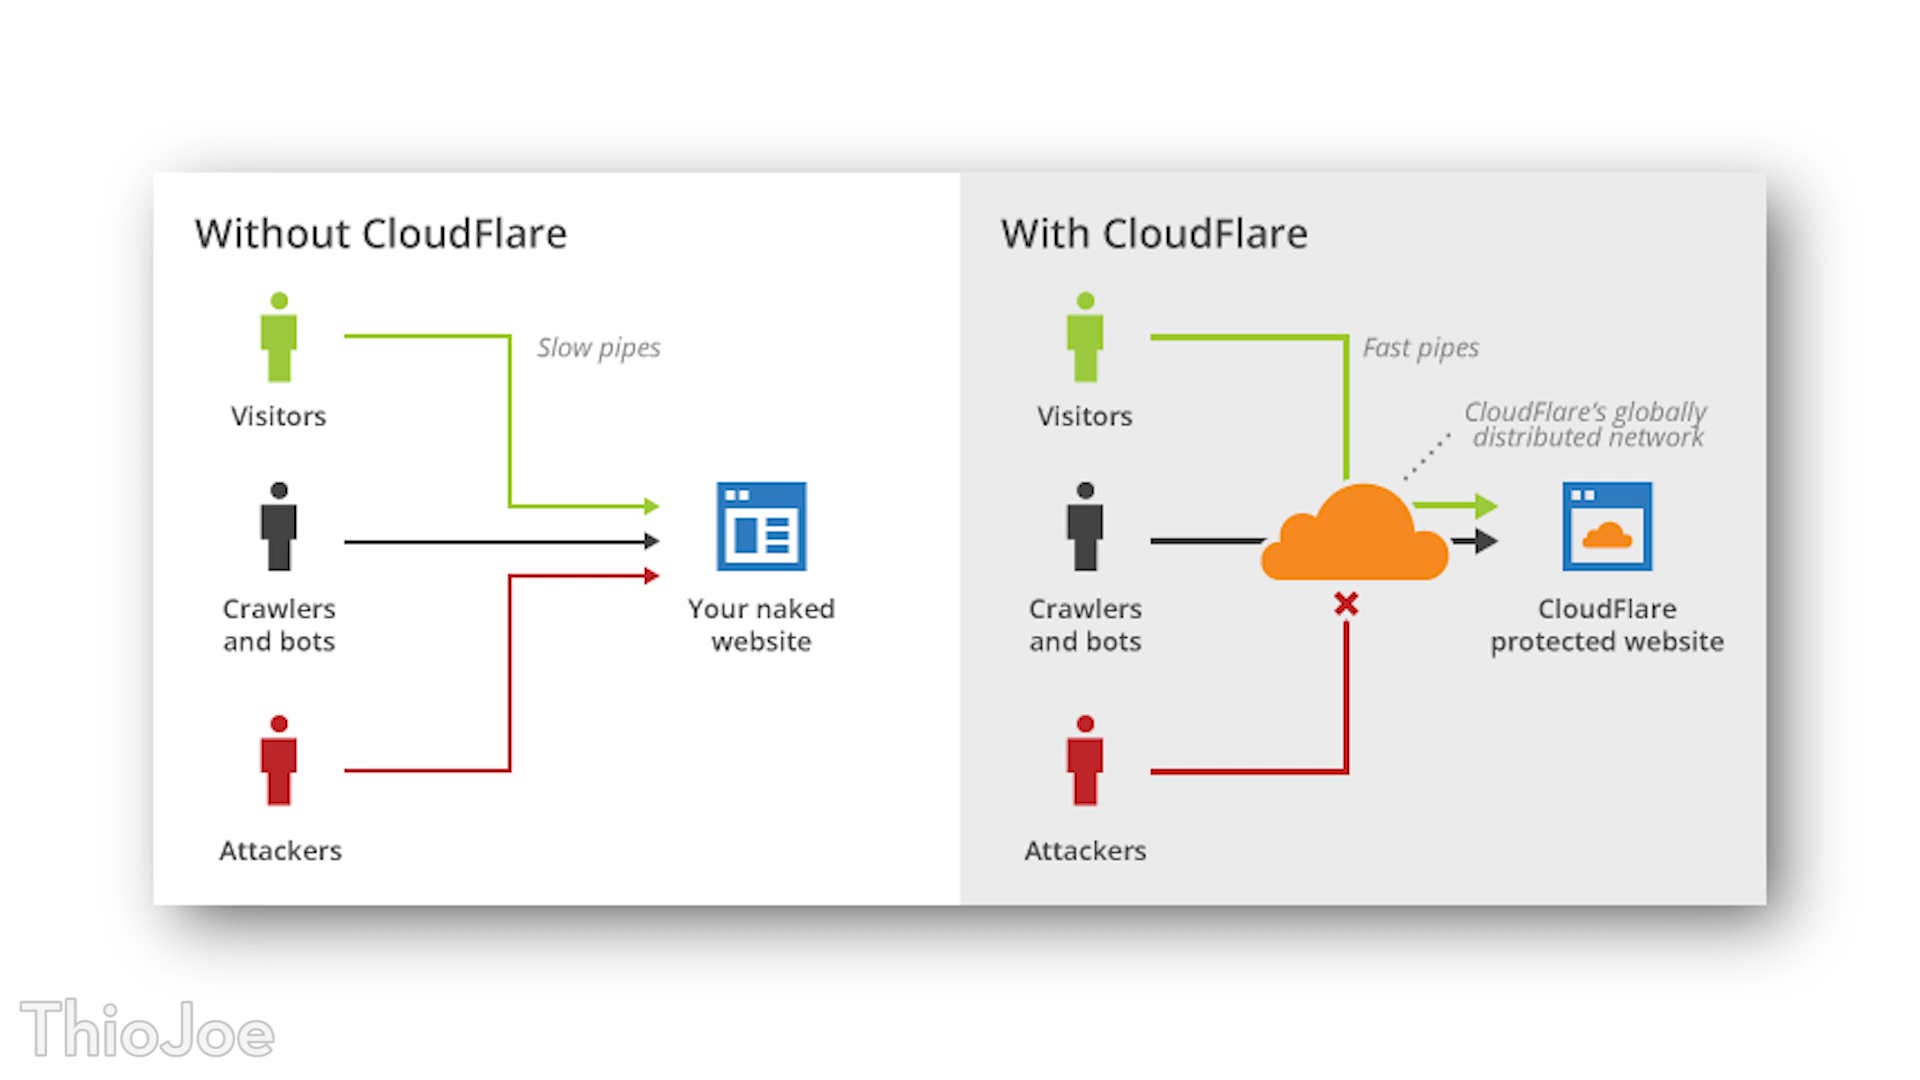 Without CloudFlare
Slow pipes
Visitors
Crawlers
and bots
Your naked
website
Attackers
With CloudFlare
Fast pipes
Visitors
CloudFlare's globally
distributed network
Crawlers
and bots
CloudFlare
protected website
Attackers
ThioJoe